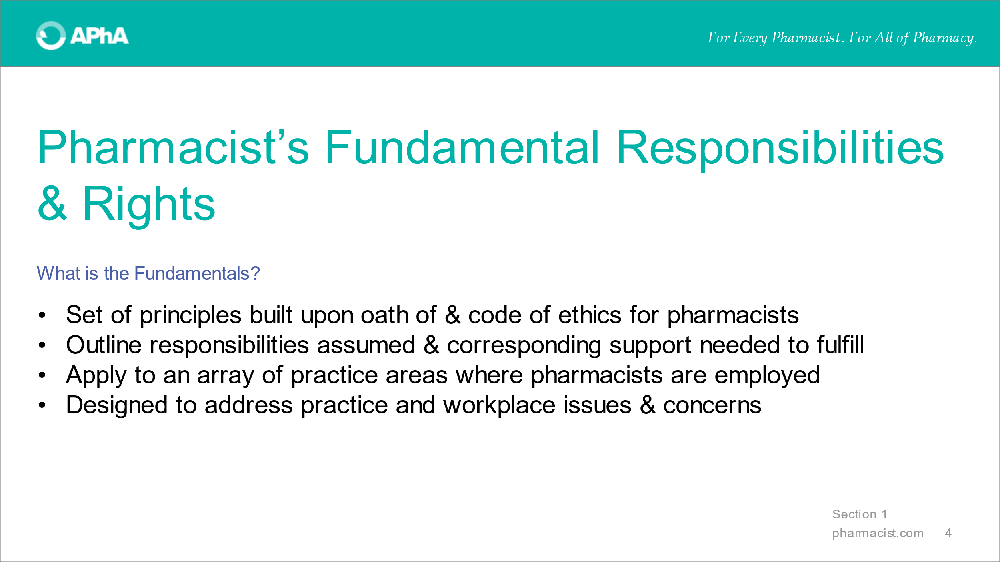 APhA
For Every Pharmacist. For All of Pharmacy.
Pharmacist’s Fundamental Responsibilities
& Rights
What is the Fundamentals?
• Set of principles built upon oath of & code of ethics for pharmacists
• Outline responsibilities assumed & corresponding support needed to fulfill
• Apply to an array of practice areas where pharmacists are employed
• Designed to address practice and workplace issues & concerns
Section 1
pharmacist.com 4